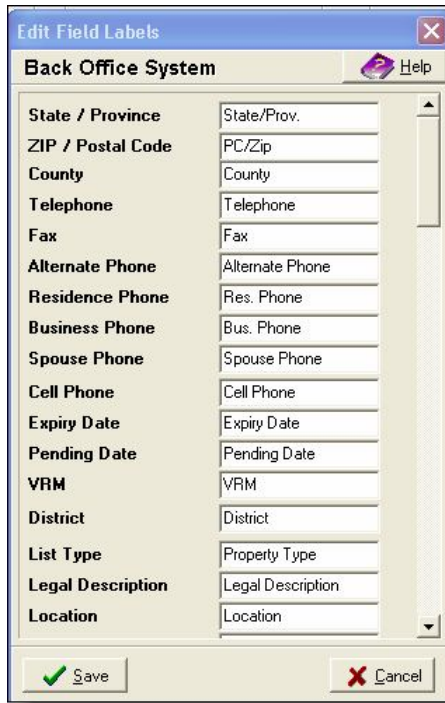 Edit Field Labels
Back Office System Help
State / Province State/Prov.
ZIP / Postal Code PC/Zip
County County
Telephone Telephone
Fax Fax
Alternate Phone Alternate Phone
Residence Phone Res. Phone
Business Phone Bus. Phone
Spouse Phone Spouse Phone
Cell Phone Cell Phone
Expiry Date Expiry Date
Pending Date Pending Date
VRM VRM
District District
List Type Property Type
Legal Description Legal Description
Location Location
Save Cancel